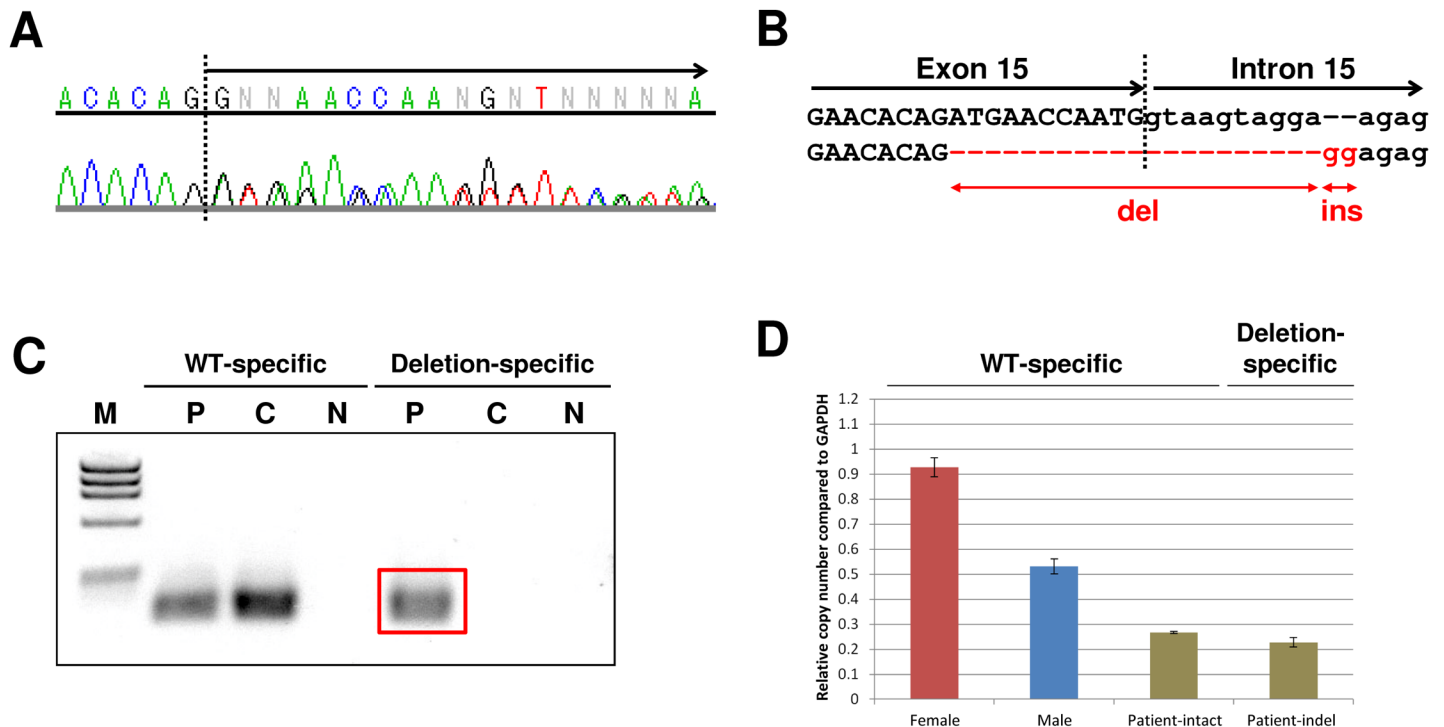 A
ACACAGGNNAACCAANGNTNNNNNA
B
Exon 15 Intron 15
GAACACAGATGAACCAATGgtaagtagga--agag
GAACACAG---------------------ggagag
del ins
C
WT-specific Deletion-specific
M P C N P C N
D
WT-specific Deletion-
specific
Relative copy number compared to GAPDH
1.2
1.1
1
0.9
0.8
0.7
0.6
0.5
0.4
0.3
0.2
0.1
0
Female Male Patient-intact Patient-indel